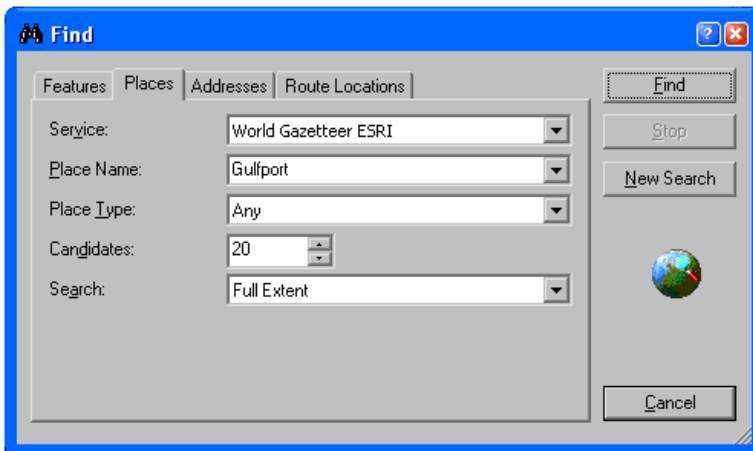 Find
Features Places Addresses Route Locations
Find
Service: World Gazetteer ESRI
Stop
Place Name: Gulfport
New Search
Place Type: Any
Candidates: 20
Search: Full Extent
Cancel